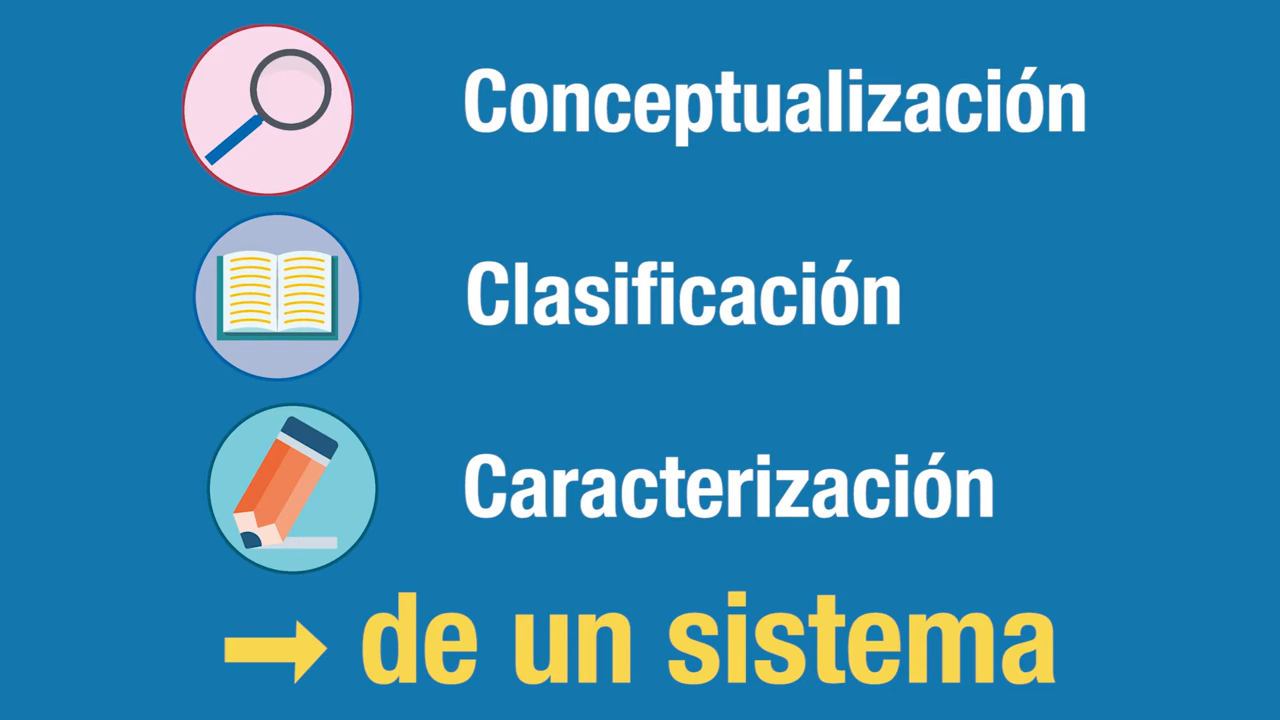 Conceptualización
Clasificación
Caracterización
de un sistema